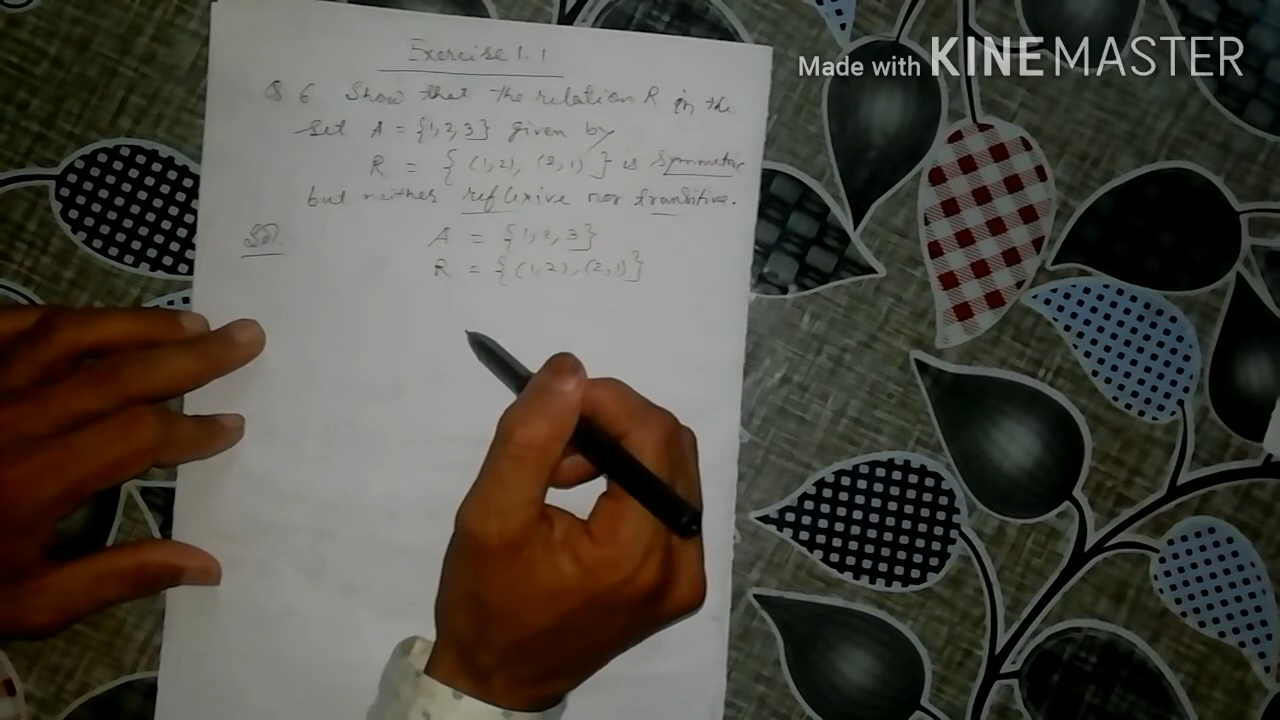 Made with KINEMASTER
Exercise 1.1
Q 6 Show that the relation R in the
set A = {1, 2, 3} given by
R = { (1, 2), (2, 1) } is symmetric
but neither reflexive nor transitive.
Sol.
A = {1, 2, 3}
R = {(1, 2), (2, 1)}